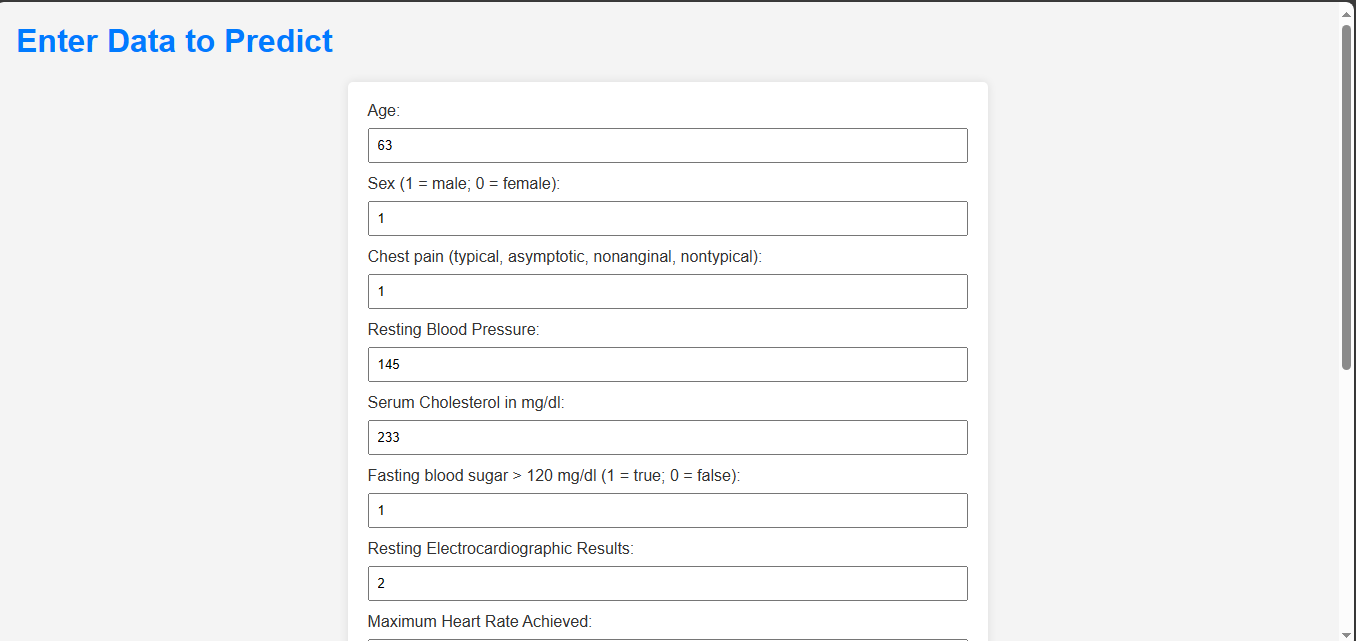 Enter Data to Predict
Age:
63
Sex (1 = male; 0 = female):
1
Chest pain (typical, asymptotic, nonanginal, nontypical):
1
Resting Blood Pressure:
145
Serum Cholesterol in mg/dl:
233
Fasting blood sugar > 120 mg/dl (1 = true; 0 = false):
1
Resting Electrocardiographic Results:
2
Maximum Heart Rate Achieved: